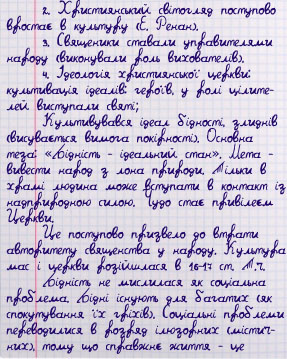 2. Християнський світогляд поступово
вростає в культуру (Е. Ренан).
3. Священики ставали управителями
народу (виконували роль вихователів).
4. Ідеологія християнської церкви:
культивація ідеалів: героїв, у ролі цілите-
лей виступали святі;
Культивувався ідеал бідності, злиднів
(висувається вимога покірності). Основна
теза: «Бідність - ідеальний стан». Мета -
вивести народ з лона природи. Тільки в
храмі людина може вступати в контакт із
надприродною силою. Чудо стає привілеєм
Церкви.
Це поступово призвело до втрати
авторитету священства у народу. Культура
мас і церкви розійшлася в 16-17 ст. Т.ч.
Бідність не мислилася як соціальна
проблема. Бідні існують для багатих (як
спокутування їх гріхів). Соціальні проблеми
переводилися в розряд ілюзорних (містич-
них), тому що справжнє життя - це